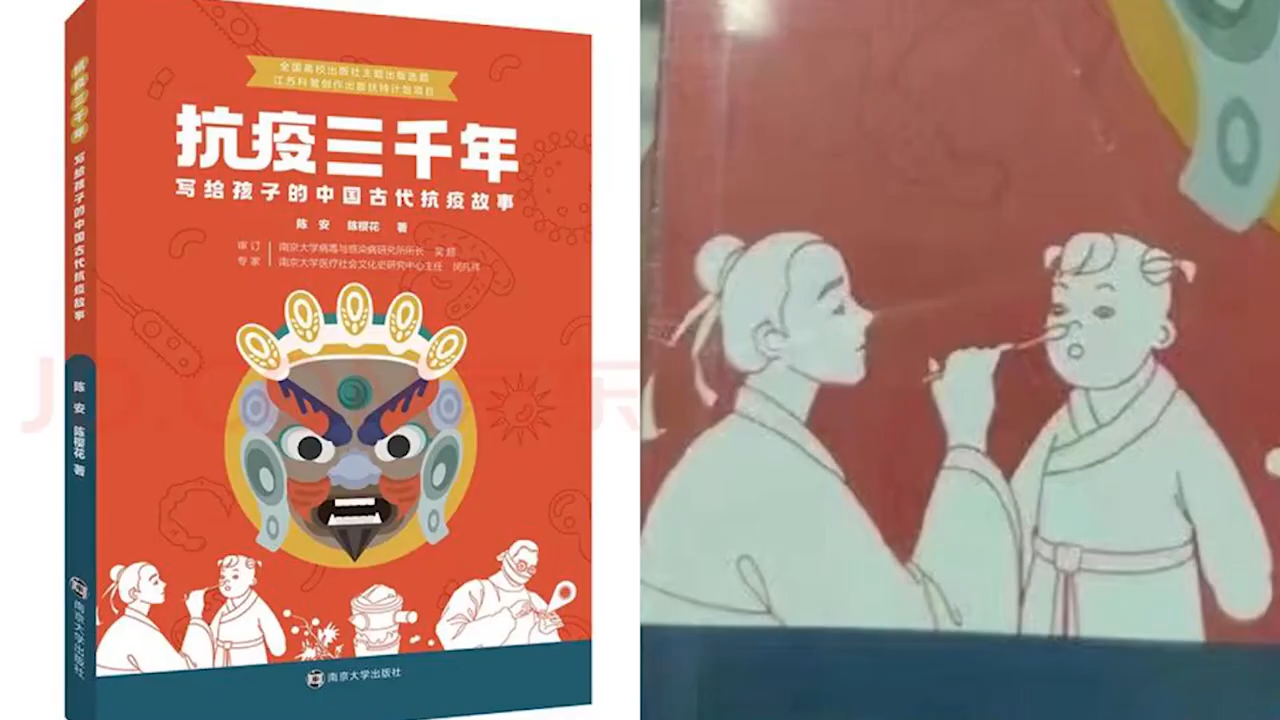 全国高校出版社主题出版选题
江苏科普创作出版扶持计划项目
抗疫三千年
写给孩子的中国古代抗疫故事
陈 安 陈樱花 著
审订 南京大学病毒与感染病研究所所长 吴稚
专家 南京大学医疗社会文化史研究中心主任
南京大学出版社
抗疫三千年
写给孩子的中国古代抗疫故事
陈 安 陈樱花 著
南京大学出版社
JD.CO
东